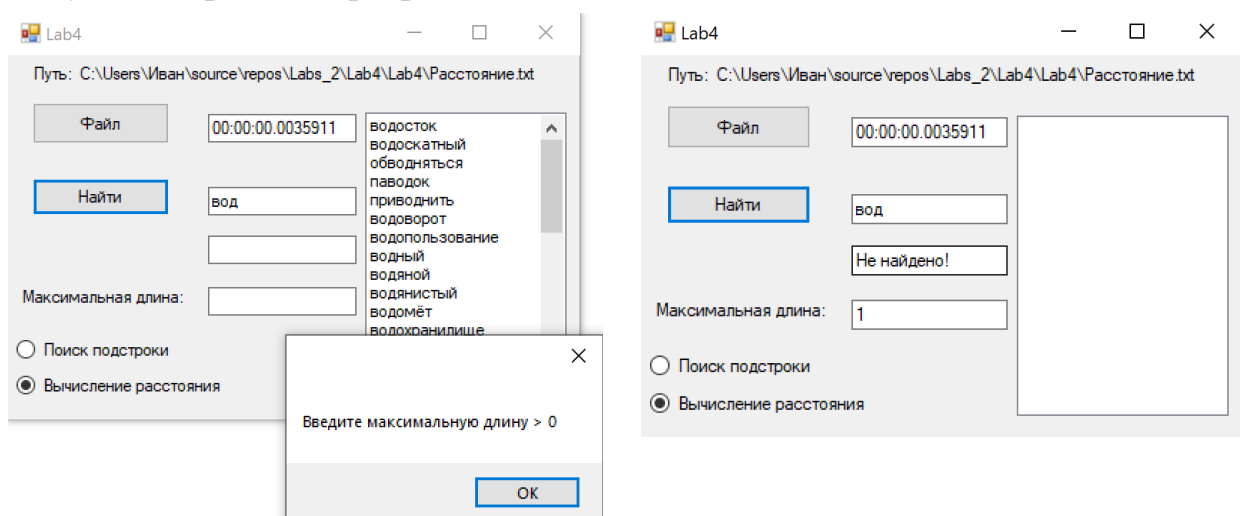 Lab4
Путь: C:\Users\Иван\source\repos\Labs_2\Lab4\Lab4\Расстояние.txt
Файл
00:00:00.0035911
Найти
вод
Максимальная длина:
Поиск подстроки
Вычисление расстояния
водосток
водоскатный
обводняться
паводок
приводнить
водоворот
водопользование
водный
водяной
водянистый
водомёт
водохранилище
Введите максимальную длину > 0
OK
Lab4
Путь: C:\Users\Иван\source\repos\Labs_2\Lab4\Lab4\Расстояние.txt
Файл
00:00:00.0035911
Найти
вод
Не найдено!
Максимальная длина:
1
Поиск подстроки
Вычисление расстояния